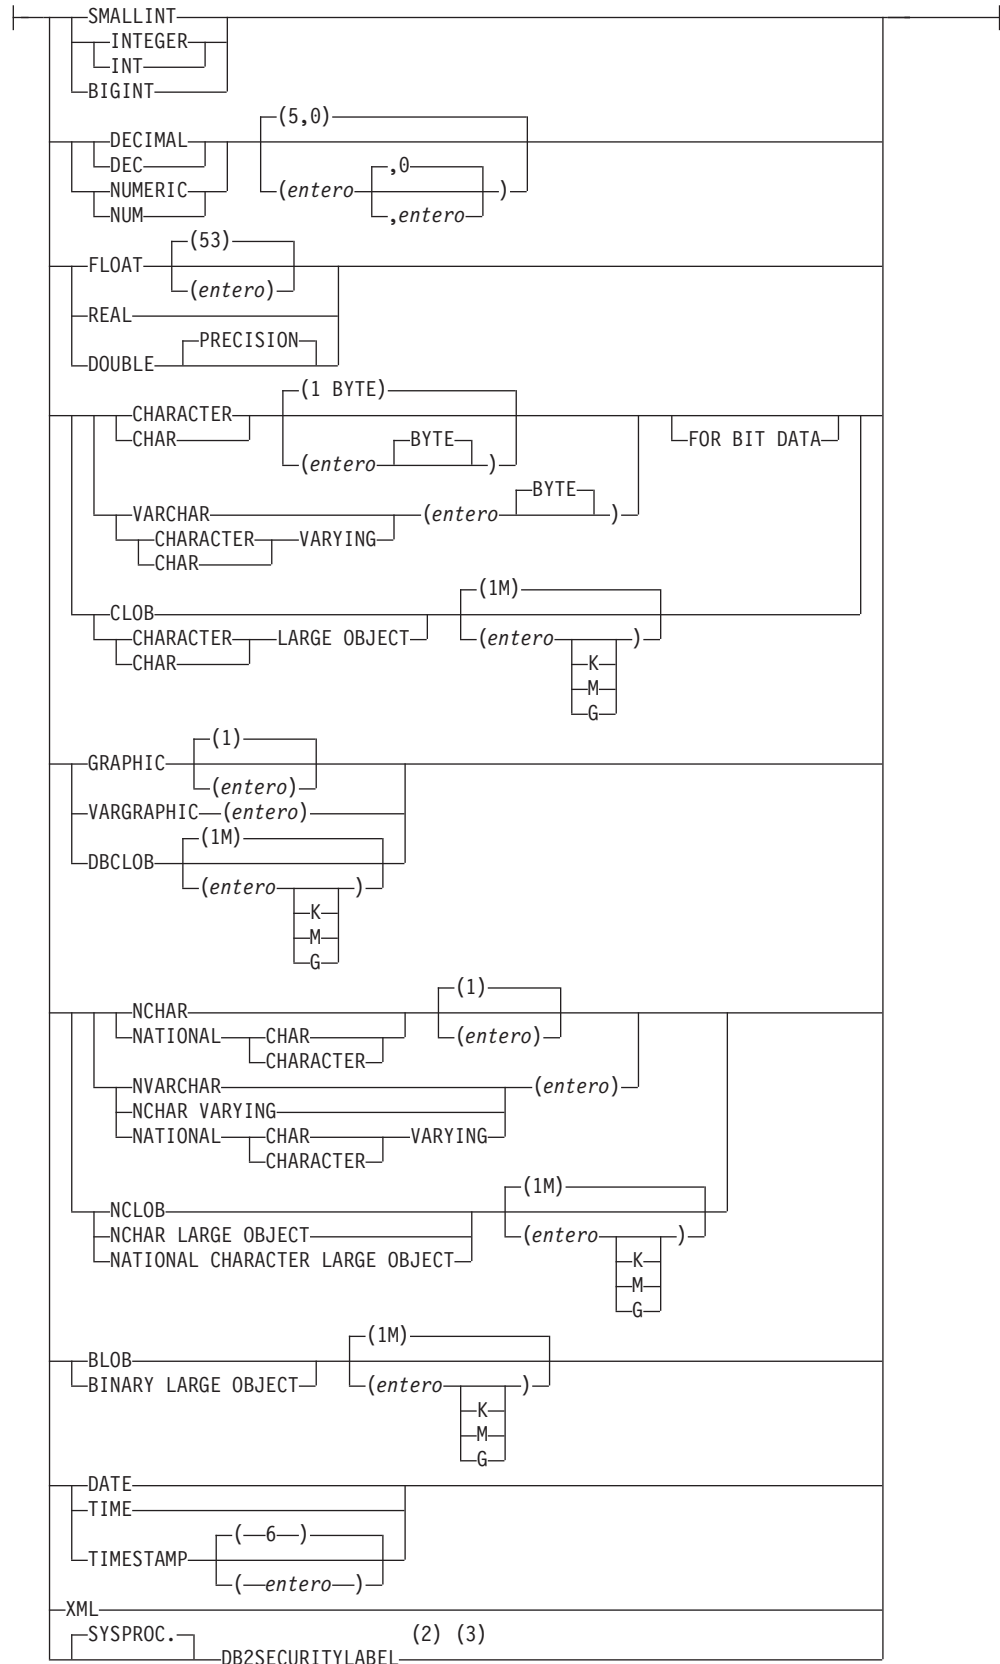 SMALLINT
INTEGER
INT
BIGINT
(5,0)
DECIMAL
DEC
NUMERIC
NUM
,0
(entero )
,entero
(53)
FLOAT
(entero)
REAL
PRECISION
DOUBLE
(1 BYTE)
CHARACTER
CHAR
BYTE
(entero )
FOR BIT DATA
BYTE
VARCHAR (entero )
CHARACTER VARYING
CHAR
(1M)
CLOB
CHARACTER LARGE OBJECT (entero )
CHAR
K
M
G
(1)
GRAPHIC
(entero)
VARGRAPHIC (entero)
(1M)
DBCLOB
(entero )
K
M
G
(1)
NCHAR
NATIONAL CHAR (entero)
CHARACTER
NVARCHAR (entero)
NCHAR VARYING
NATIONAL CHAR VARYING
CHARACTER
(1M)
NCLOB
NCHAR LARGE OBJECT (entero )
NATIONAL CHARACTER LARGE OBJECT K
M
G
(1M)
BLOB
BINARY LARGE OBJECT (entero )
K
M
G
DATE
TIME
( 6 )
TIMESTAMP
( entero )
XML
SYSPROC. (2) (3)
DB2SECURITYLABEL